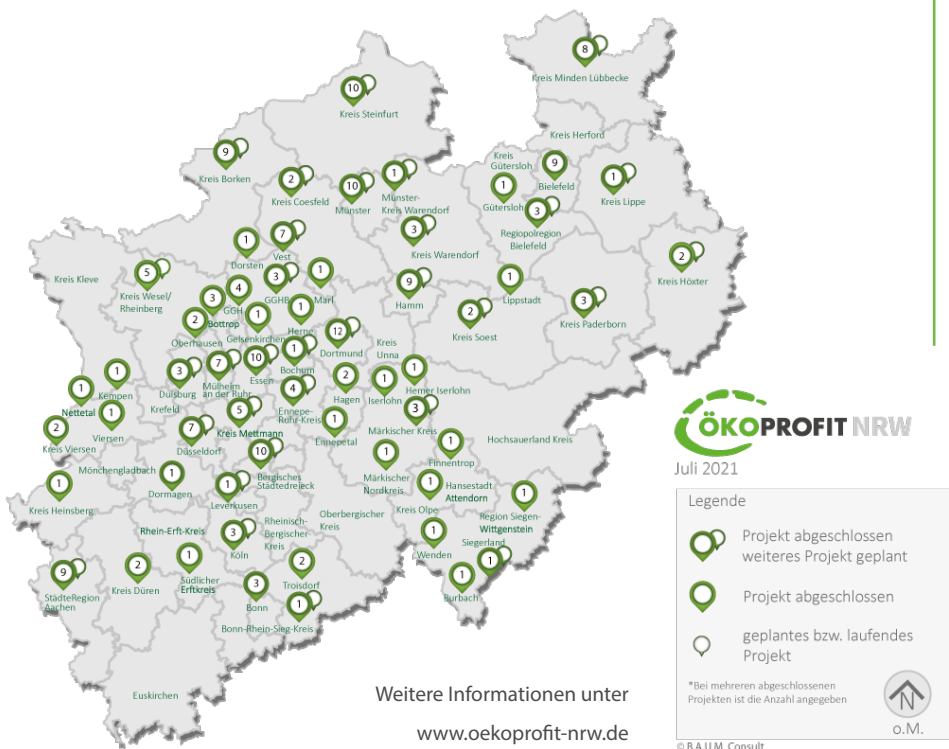 8
Kreis Minden Lübbecke
10
Kreis Steinfurt
Kreis Herford
9
Kreis Borken
2
Kreis Coesfeld
10
Münster
1
Münster-
Kreis Warendorf
Kreis
Gütersloh
1
Gütersloh
9
Bielefeld
1
Kreis Lippe
3
Regiopolregion
Bielefeld
3
Kreis Warendorf
1
Dorsten
7
Vest
2
Kreis Höxter
Kreis Kleve
5
Kreis Wesel/
Rheinberg
3
Bottrop
4
GGH
3
GGHB
1
Marl
9
Hamm
1
Lippstadt
2
Kreis Soest
3
Kreis Paderborn
2
Oberhausen
1
Gelsenkirchen
1
Herne
12
Dortmund
Kreis
Unna
1
Kempen
3
Duisburg
7
Mülheim
an der Ruhr
10
Essen
1
Bochum
2
Hagen
1
Iserlohn
1
Hemer Iserlohn
1
Nettetal
1
Viersen
Krefeld
5
Kreis Mettmann
4
Ennepe-
Ruhr-Kreis
1
Ennepetal
3
Märkischer Kreis
2
Kreis Viersen
7
Düsseldorf
10
Bergisches
Städtedreieck
1
Märkischer
Nordkreis
1
Finnentrop
Hochsauerland Kreis
Mönchengladbach
1
Kreis Heinsberg
1
Dormagen
1
Leverkusen
1
Hansestadt
Attendorn
Kreis Olpe
1
Region Siegen-
Wittgenstein
Rhein-Erft-Kreis
3
Köln
Rheinisch-
Bergischer
Kreis
Oberbergischer
Kreis
1
Wenden
Siegerland
1
1
Burbach
9
StädteRegion
Aachen
2
Kreis Düren
1
Südlicher
Erftkreis
3
Bonn
2
Troisdorf
1
Bonn-Rhein-Sieg-Kreis
Euskirchen
Weitere Informationen unter
www.oekoprofit-nrw.de
ÖKOPROFIT NRW
Juli 2021
Legende
Projekt abgeschlossen
weiteres Projekt geplant
Projekt abgeschlossen
geplantes bzw. laufendes
Projekt
*Bei mehreren abgeschlossenen
Projekten ist die Anzahl angegeben
N
o.M.
© B.A.U.M. Consult